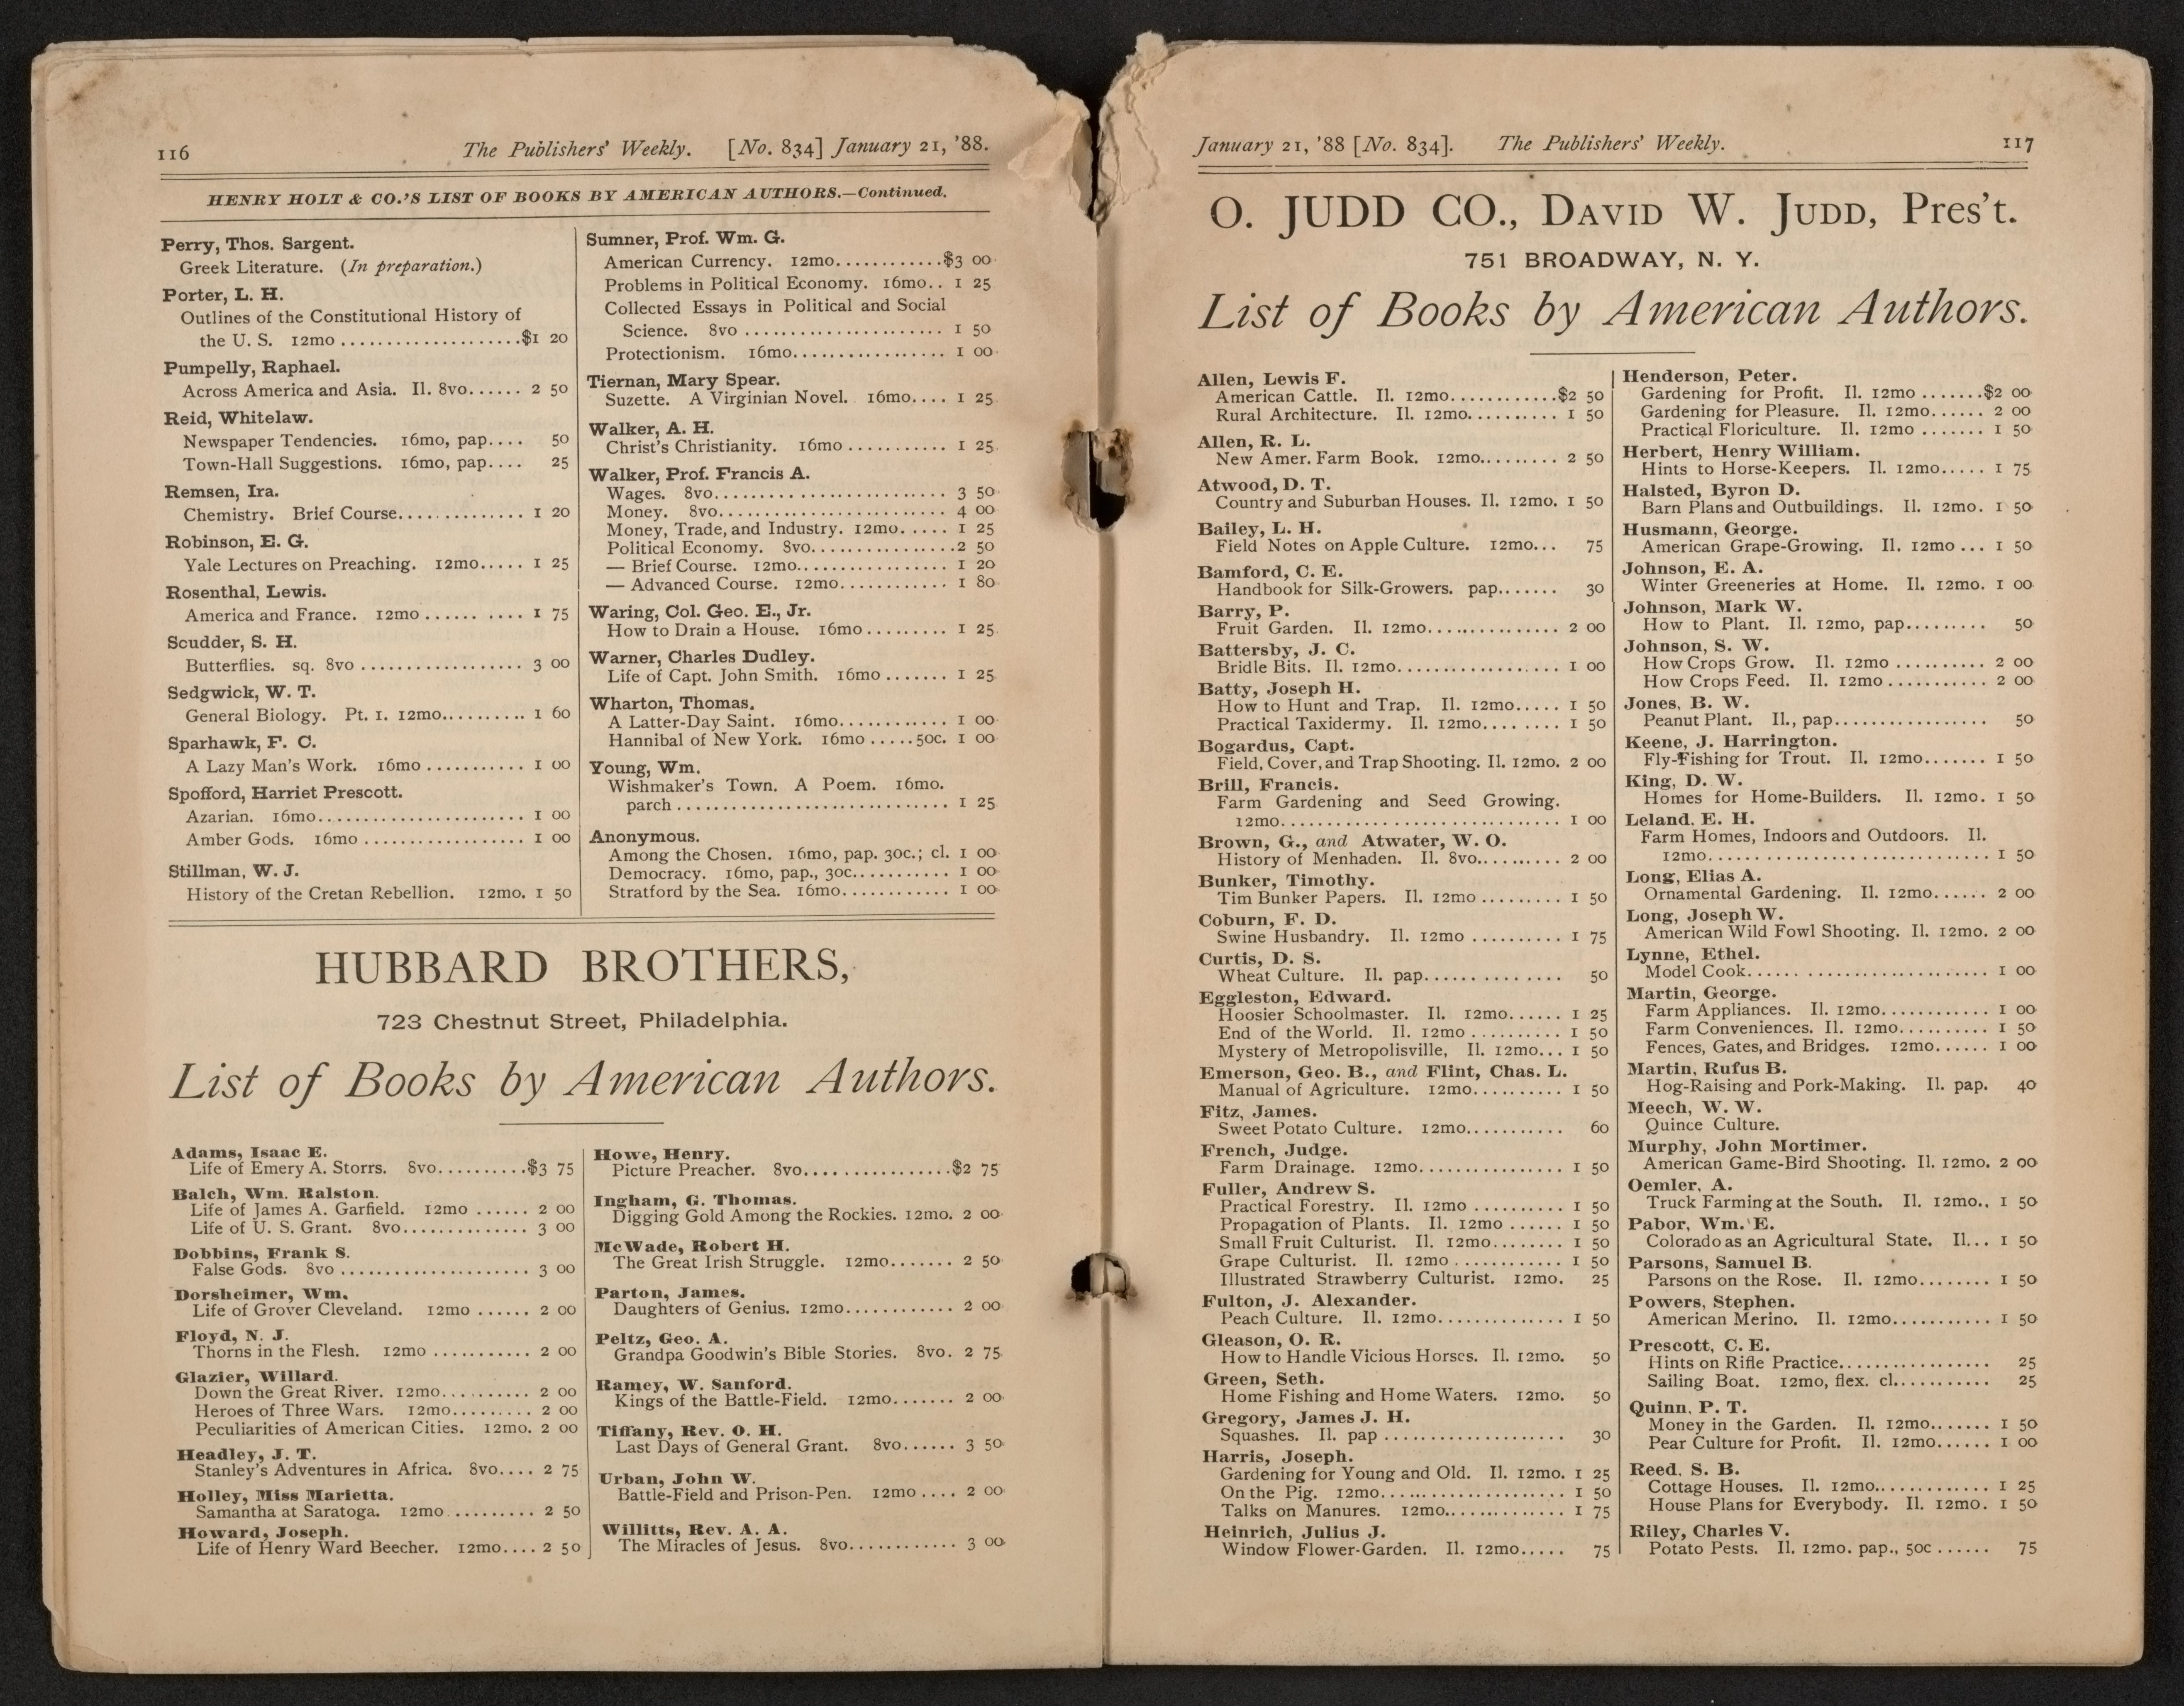 116 The Publishers' Weekly. [No. 834] January 21, '88.
HENRY HOLT & CO.'S LIST OF BOOKS BY AMERICAN AUTHORS.—Continued.
Perry, Thos. Sargent.
Greek Literature. (In preparation.)
Porter, L. H.
Outlines of the Constitutional History of
the U. S. 12mo ....................$1 20
Pumpelly, Raphael.
Across America and Asia. Il. 8vo...... 2 50
Reid, Whitelaw.
Newspaper Tendencies. 16mo, pap.... 50
Town-Hall Suggestions. 16mo, pap.... 25
Remsen, Ira.
Chemistry. Brief Course.............. 1 20
Robinson, E. G.
Yale Lectures on Preaching. 12mo..... 1 25
Rosenthal, Lewis.
America and France. 12mo ...... .... 1 75
Scudder, S. H.
Butterflies. sq. 8vo .................. 3 00
Sedgwick, W. T.
General Biology. Pt. 1. 12mo.......... 1 60
Sparhawk, F. C.
A Lazy Man's Work. 16mo ........... 1 00
Spofford, Harriet Prescott.
Azarian. 16mo....................... 1 00
Amber Gods. 16mo .................. 1 00
Stillman, W. J.
History of the Cretan Rebellion. 12mo. 1 50
Sumner, Prof. Wm. G.
American Currency. 12mo............$3 00
Problems in Political Economy. 16mo.. 1 25
Collected Essays in Political and Social
Science. 8vo ...................... 1 50
Protectionism. 16mo................. 1 00
Tiernan, Mary Spear.
Suzette. A Virginian Novel. 16mo.... 1 25
Walker, A. H.
Christ's Christianity. 16mo ........... 1 25
Walker, Prof. Francis A.
Wages. 8vo......................... 3 50
Money. 8vo......................... 4 00
Money, Trade, and Industry. 12mo..... 1 25
Political Economy. 8vo................2 50
— Brief Course. 12mo................. 1 20
— Advanced Course. 12mo............ 1 80
Waring, Col. Geo. E., Jr.
How to Drain a House. 16mo ......... 1 25
Warner, Charles Dudley.
Life of Capt. John Smith. 16mo ....... 1 25
Wharton, Thomas.
A Latter-Day Saint. 16mo............ 1 00
Hannibal of New York. 16mo .....50c. 1 00
Young, Wm.
Wishmaker's Town. A Poem. 16mo.
parch .............................. 1 25
Anonymous.
Among the Chosen. 16mo, pap. 30c.; cl. 1 00
Democracy. 16mo, pap., 30c........... 1 00
Stratford by the Sea. 16mo............ 1 00
HUBBARD BROTHERS,
723 Chestnut Street, Philadelphia.
List of Books by American Authors.
Adams, Isaac E.
Life of Emery A. Storrs. 8vo..........$3 75
Balch, Wm. Ralston.
Life of James A. Garfield. 12mo ...... 2 00
Life of U. S. Grant. 8vo.............. 3 00
Dobbins, Frank S.
False Gods. 8vo ..................... 3 00
Dorsheimer, Wm.
Life of Grover Cleveland. 12mo ...... 2 00
Floyd, N. J.
Thorns in the Flesh. 12mo ........... 2 00
Glazier, Willard.
Down the Great River. 12mo.......... 2 00
Heroes of Three Wars. 12mo......... 2 00
Peculiarities of American Cities. 12mo. 2 00
Headley, J. T.
Stanley's Adventures in Africa. 8vo.... 2 75
Holley, Miss Marietta.
Samantha at Saratoga. 12mo .......... 2 50
Howard, Joseph.
Life of Henry Ward Beecher. 12mo.... 2 50
Howe, Henry.
Picture Preacher. 8vo................$2 75
Ingham, G. Thomas.
Digging Gold Among the Rockies. 12mo. 2 00
McWade, Robert H.
The Great Irish Struggle. 12mo....... 2 50
Parton, James.
Daughters of Genius. 12mo............ 2 00
Peltz, Geo. A.
Grandpa Goodwin's Bible Stories. 8vo. 2 75
Ramey, W. Sanford.
Kings of the Battle-Field. 12mo....... 2 00
Tiffany, Rev. O. H.
Last Days of General Grant. 8vo...... 3 50
Urban, John W.
Battle-Field and Prison-Pen. 12mo .... 2 00
Willitts, Rev. A. A.
The Miracles of Jesus. 8vo............ 3 00
January 21, '88 [No. 834]. The Publishers' Weekly. 117
O. JUDD CO., DAVID W. JUDD, Pres't.
751 BROADWAY, N. Y.
List of Books by American Authors.
Allen, Lewis F.
American Cattle. Il. 12mo............$2 50
Rural Architecture. Il. 12mo.......... 1 50
Allen, R. L.
New Amer. Farm Book. 12mo......... 2 50
Atwood, D. T.
Country and Suburban Houses. Il. 12mo. 1 50
Bailey, L. H.
Field Notes on Apple Culture. 12mo... 75
Bamford, C. E.
Handbook for Silk-Growers. pap....... 30
Barry, P.
Fruit Garden. Il. 12mo............... 2 00
Battersby, J. C.
Bridle Bits. Il. 12mo................. 1 00
Batty, Joseph H.
How to Hunt and Trap. Il. 12mo..... 1 50
Practical Taxidermy. Il. 12mo........ 1 50
Bogardus, Capt.
Field, Cover, and Trap Shooting. Il. 12mo. 2 00
Brill, Francis.
Farm Gardening and Seed Growing.
12mo............................... 1 00
Brown, G., and Atwater, W. O.
History of Menhaden. Il. 8vo......... 2 00
Bunker, Timothy.
Tim Bunker Papers. Il. 12mo ......... 1 50
Coburn, F. D.
Swine Husbandry. Il. 12mo .......... 1 75
Curtis, D. S.
Wheat Culture. Il. pap............... 50
Eggleston, Edward.
Hoosier Schoolmaster. Il. 12mo...... 1 25
End of the World. Il. 12mo .......... 1 50
Mystery of Metropolisville, Il. 12mo... 1 50
Emerson, Geo. B., and Flint, Chas. L.
Manual of Agriculture. 12mo.......... 1 50
Fitz, James.
Sweet Potato Culture. 12mo........... 60
French, Judge.
Farm Drainage. 12mo................ 1 50
Fuller, Andrew S.
Practical Forestry. Il. 12mo .......... 1 50
Propagation of Plants. Il. 12mo ...... 1 50
Small Fruit Culturist. Il. 12mo........ 1 50
Grape Culturist. Il. 12mo ............ 1 50
Illustrated Strawberry Culturist. 12mo. 25
Fulton, J. Alexander.
Peach Culture. Il. 12mo.............. 1 50
Gleason, O. R.
How to Handle Vicious Horses. Il. 12mo. 50
Green, Seth.
Home Fishing and Home Waters. 12mo. 50
Gregory, James J. H.
Squashes. Il. pap .................... 30
Harris, Joseph.
Gardening for Young and Old. Il. 12mo. 1 25
On the Pig. 12mo.................... 1 50
Talks on Manures. 12mo............. 1 75
Heinrich, Julius J.
Window Flower-Garden. Il. 12mo..... 75
Henderson, Peter.
Gardening for Profit. Il. 12mo .......$2 00
Gardening for Pleasure. Il. 12mo...... 2 00
Practical Floriculture. Il. 12mo ....... 1 50
Herbert, Henry William.
Hints to Horse-Keepers. Il. 12mo..... 1 75
Halsted, Byron D.
Barn Plans and Outbuildings. Il. 12mo. 1 50
Husmann, George.
American Grape-Growing. Il. 12mo ... 1 50
Johnson, E. A.
Winter Greeneries at Home. Il. 12mo. 1 00
Johnson, Mark W.
How to Plant. Il. 12mo, pap......... 50
Johnson, S. W.
How Crops Grow. Il. 12mo .......... 2 00
How Crops Feed. Il. 12mo ........... 2 00
Jones, B. W.
Peanut Plant. Il., pap................. 50
Keene, J. Harrington.
Fly-Fishing for Trout. Il. 12mo....... 1 50
King, D. W.
Homes for Home-Builders. Il. 12mo. 1 50
Leland, E. H.
Farm Homes, Indoors and Outdoors. Il.
12mo............................... 1 50
Long, Elias A.
Ornamental Gardening. Il. 12mo...... 2 00
Long, Joseph W.
American Wild Fowl Shooting. Il. 12mo. 2 00
Lynne, Ethel.
Model Cook.......................... 1 00
Martin, George.
Farm Appliances. Il. 12mo............ 1 00
Farm Conveniences. Il. 12mo.......... 1 50
Fences, Gates, and Bridges. 12mo...... 1 00
Martin, Rufus B.
Hog-Raising and Pork-Making. Il. pap. 40
Meech, W. W.
Quince Culture.
Murphy, John Mortimer.
American Game-Bird Shooting. Il. 12mo. 2 00
Oemler, A.
Truck Farming at the South. Il. 12mo.. 1 50
Pabor, Wm. E.
Colorado as an Agricultural State. Il... 1 50
Parsons, Samuel B.
Parsons on the Rose. Il. 12mo........ 1 50
Powers, Stephen.
American Merino. Il. 12mo........... 1 50
Prescott, C. E.
Hints on Rifle Practice................ 25
Sailing Boat. 12mo, flex. cl........... 25
Quinn, P. T.
Money in the Garden. Il. 12mo....... 1 50
Pear Culture for Profit. Il. 12mo...... 1 00
Reed, S. B.
Cottage Houses. Il. 12mo............. 1 25
House Plans for Everybody. Il. 12mo. 1 50
Riley, Charles V.
Potato Pests. Il. 12mo. pap., 50c ...... 75